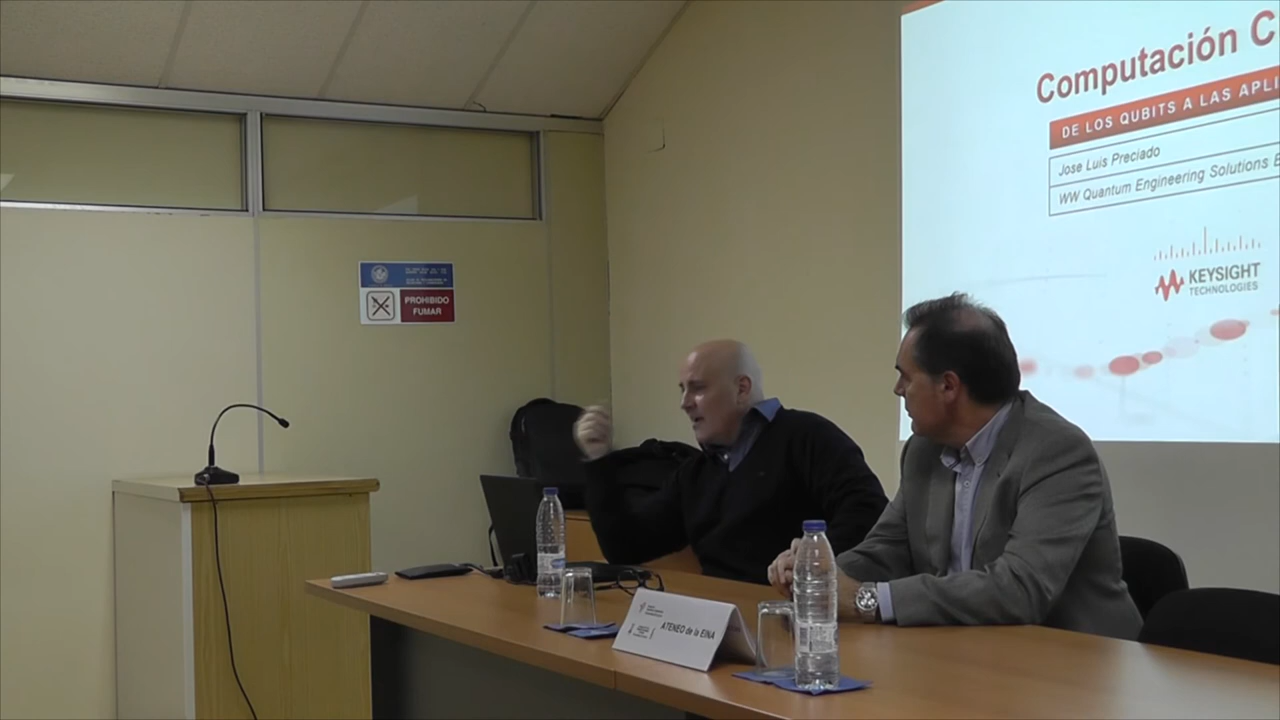 Computación C
DE LOS QUBITS A LAS APLI
Jose Luis Preciado
WW Quantum Engineering Solutions E
KEYSIGHT
TECHNOLOGIES
PROHIBIDO
FUMAR
ATENEO de la EINA